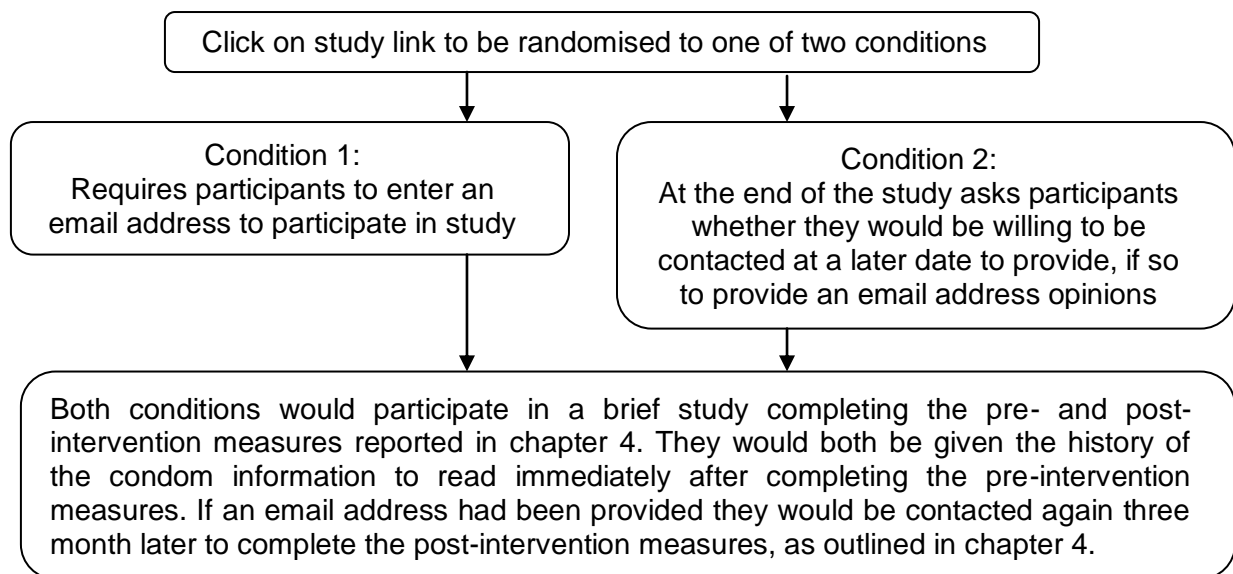 Click on study link to be randomised to one of two conditions
Condition 1:
Requires participants to enter an
email address to participate in study
Condition 2:
At the end of the study asks participants
whether they would be willing to be
contacted at a later date to provide, if so
to provide an email address opinions
Both conditions would participate in a brief study completing the pre- and post-
intervention measures reported in chapter 4. They would both be given the history of
the condom information to read immediately after completing the pre-intervention
measures. If an email address had been provided they would be contacted again three
month later to complete the post-intervention measures, as outlined in chapter 4.